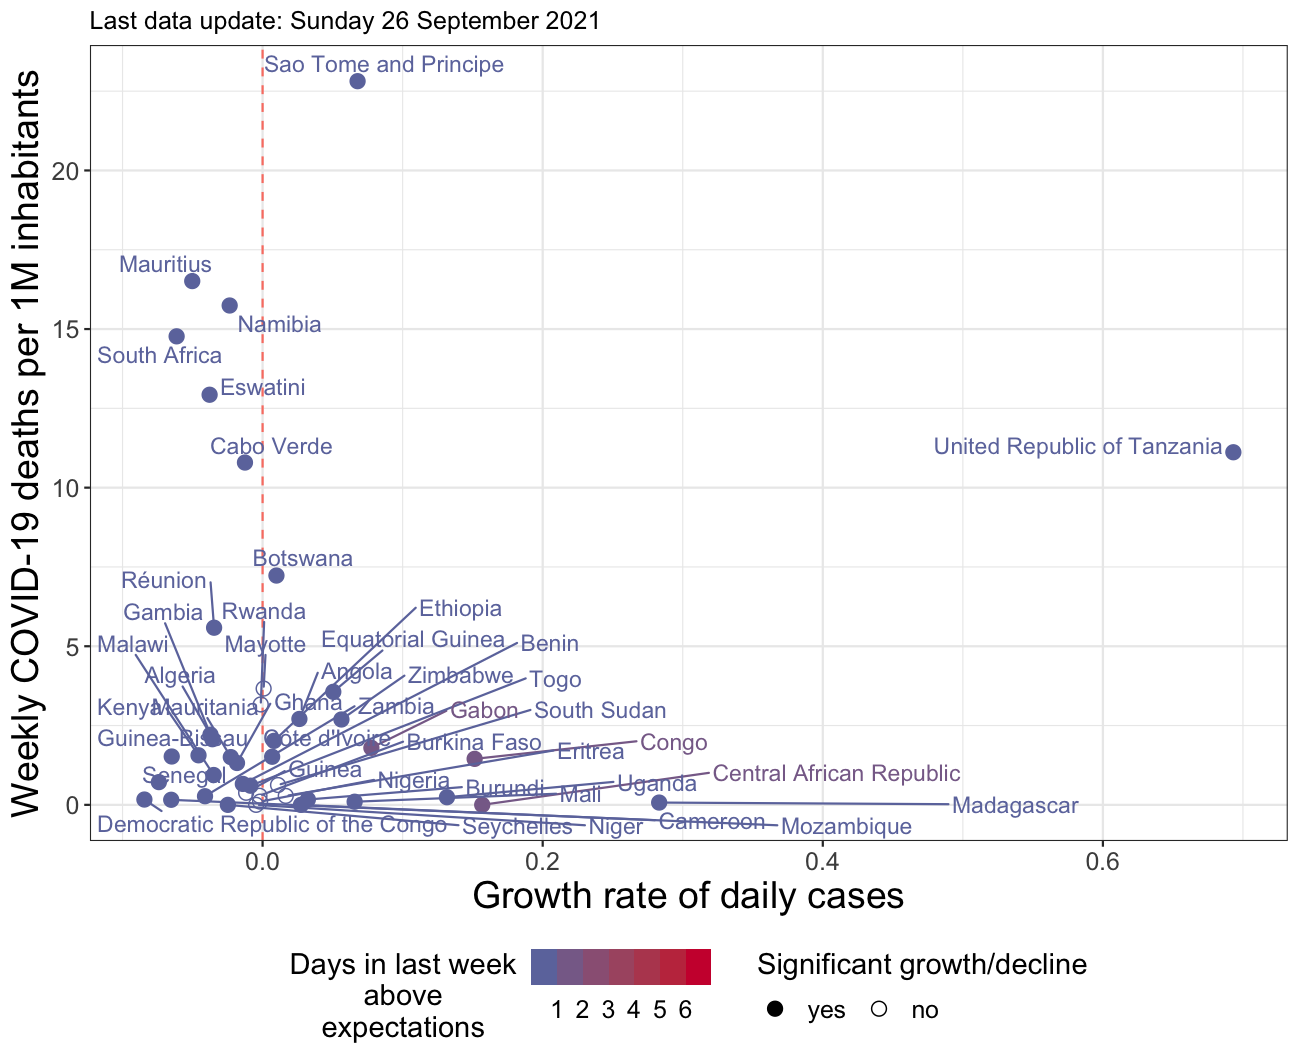 Last data update: Sunday 26 September 2021
Weekly COVID-19 deaths per 1M inhabitants
20
15
10
5
0
Sao Tome and Principe
Mauritius
Namibia
South Africa
Eswatini
Cabo Verde
United Republic of Tanzania
Botswana
Réunion
Gambia
Rwanda
Ethiopia
Malawi
Mayotte
Equatorial Guinea
Benin
Algeria
Angola
Zimbabwe
Togo
Kenya
Mauritania
Ghana
Zambia
Gabon
South Sudan
Guinea-Bissau
Côte d'Ivoire
Burkina Faso
Eritrea
Congo
Senegal
Guinea
Nigeria
Burundi
Mali
Uganda
Central African Republic
Madagascar
Democratic Republic of the Congo
Seychelles
Niger
Cameroon
Mozambique
0.0
0.2
0.4
0.6
Growth rate of daily cases
Days in last week
above
expectations
1 2 3 4 5 6
Significant growth/decline
yes
no